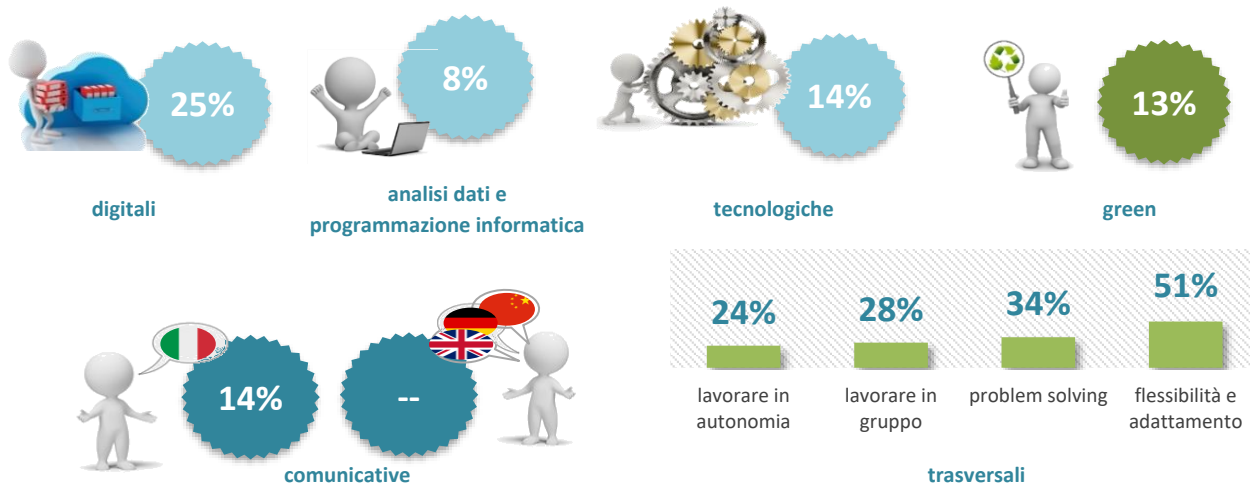 25%
8%
14%
13%
digitali
analisi dati e
programmazione informatica
tecnologiche
green
14%
--
comunicative
24%
28%
34%
51%
lavorare in
autonomia
lavorare in
gruppo
problem solving
flessibilità e
adattamento
trasversali